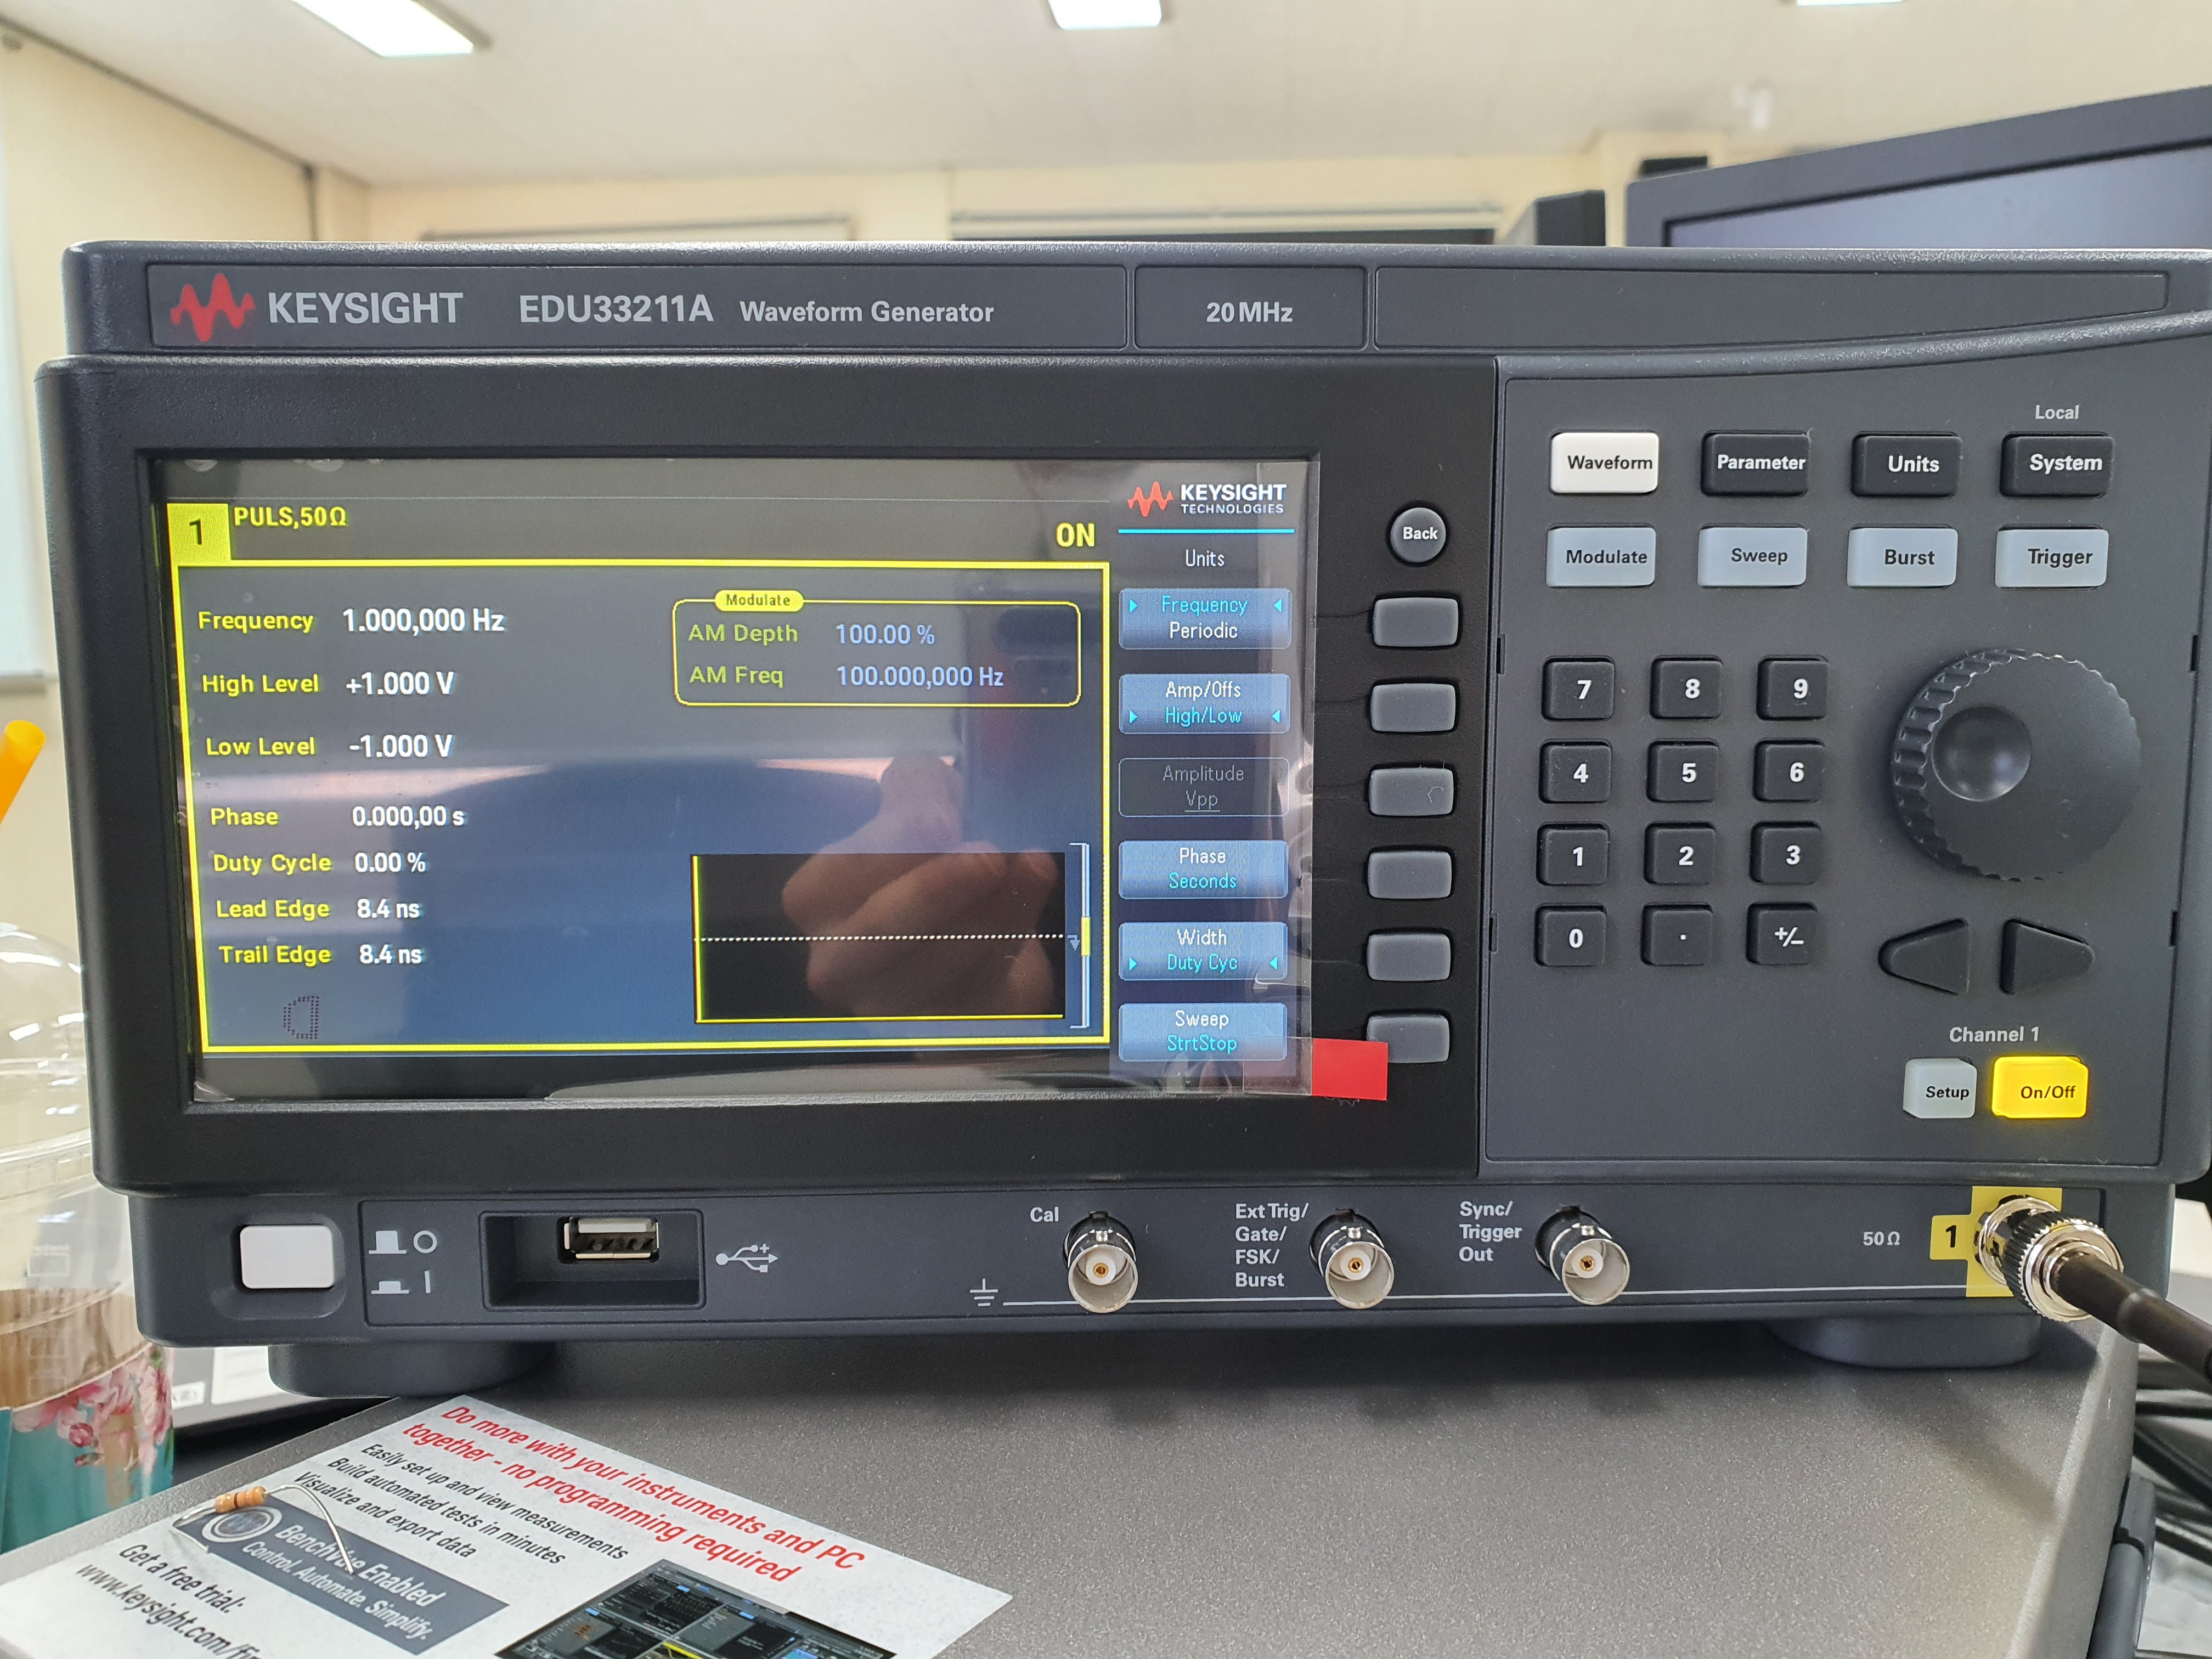 KEYSIGHT EDU33211A Waveform Generator 20 MHz
1 PULS,50Ω ON
Frequency 1.000,000 Hz
High Level +1.000 V
Low Level -1.000 V
Phase 0.000,00 s
Duty Cycle 0.00 %
Lead Edge 8.4 ns
Trail Edge 8.4 ns
Modulate
AM Depth 100.00 %
AM Freq 100.000,000 Hz
KEYSIGHT
TECHNOLOGIES
Units
Frequency
Periodic
Amp/Offs
High/Low
Amplitude
Vpp
Phase
Seconds
Width
Duty Cyc
Sweep
StrtStop
Back
Local
Waveform Parameter Units System
Modulate Sweep Burst Trigger
7 8 9
4 5 6
1 2 3
0 . +/-
Channel 1
Setup On/Off
Cal
Ext Trig/
Gate/
FSK/
Burst
Sync/
Trigger
Out
50Ω 1
Do more with your instruments and PC
together - no programming required
Easily set up and view measurements
Build automated tests in minutes
Visualize and export data
BenchVue Enabled
Control. Automate. Simplify.
Get a free trial:
www.keysight.com/fi